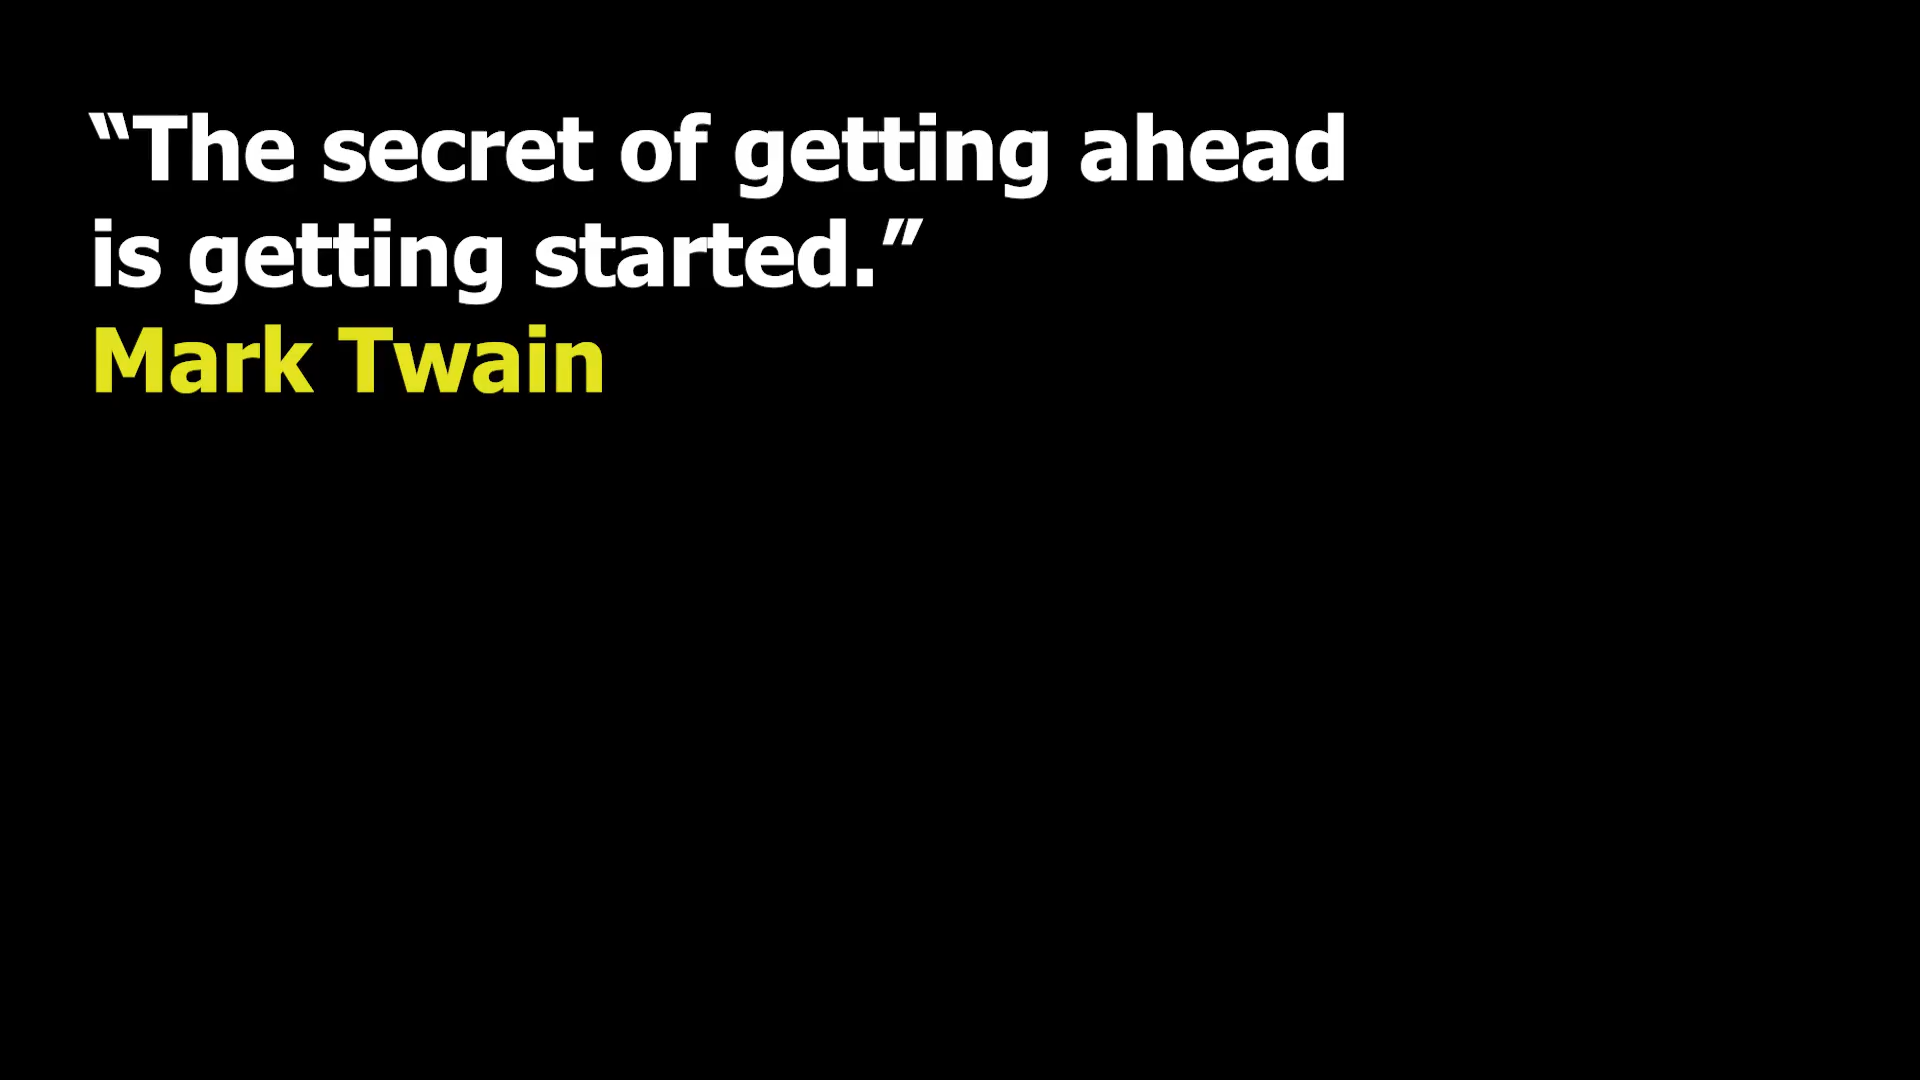 “The secret of getting ahead
is getting started.”
Mark Twain